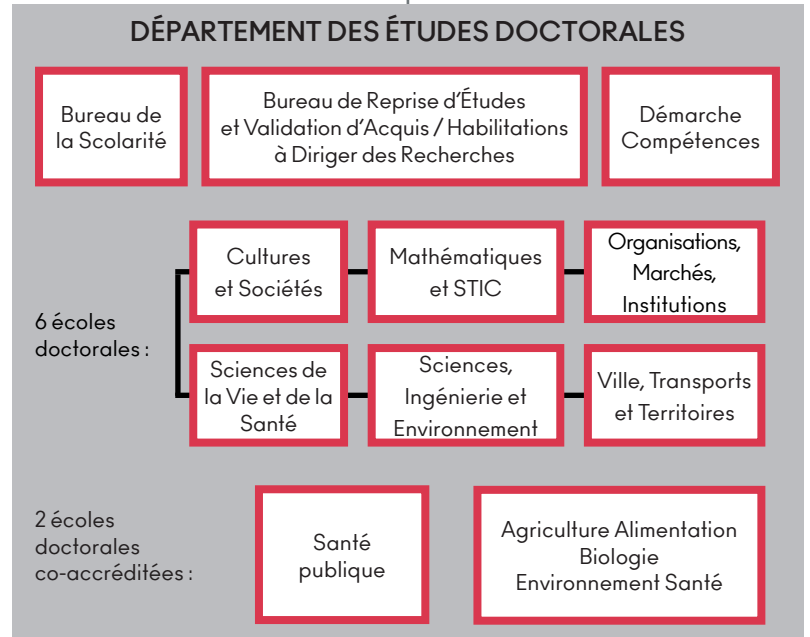 DÉPARTEMENT DES ÉTUDES DOCTORALES
Bureau de
la Scolarité
Bureau de Reprise d'Études
et Validation d'Acquis / Habilitations
à Diriger des Recherches
Démarche
Compétences
6 écoles
doctorales :
Cultures
et Sociétés
Mathématiques
et STIC
Organisations,
Marchés,
Institutions
Sciences de
la Vie et de la
Santé
Sciences,
Ingénierie et
Environnement
Ville, Transports
et Territoires
2 écoles
doctorales
co-accréditées :
Santé
publique
Agriculture Alimentation
Biologie
Environnement Santé